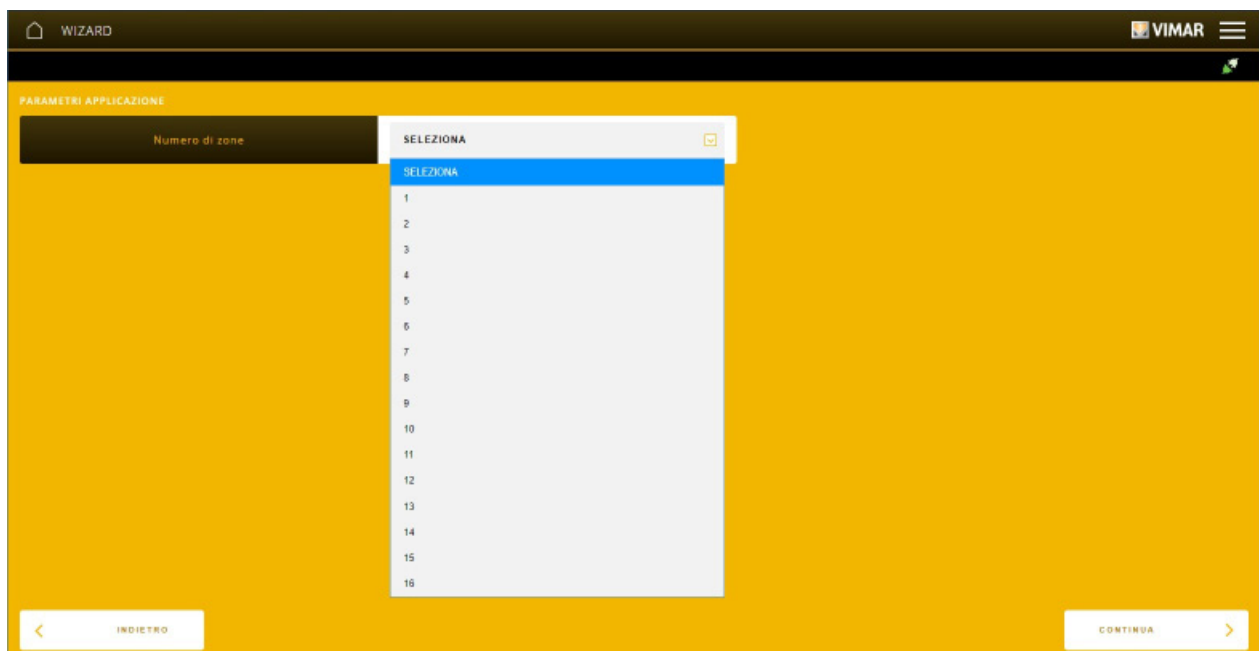 WIZARD
VIMAR
PARAMETRI APPLICAZIONE
Numero di zone
SELEZIONA
SELEZIONA
1
2
3
4
5
6
7
8
9
10
11
12
13
14
15
16
INDIETRO
CONTINUA